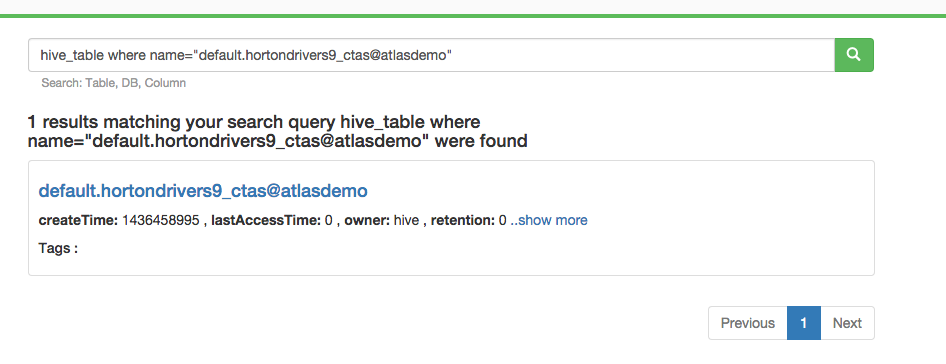 hive_table where name="default.hortondrivers9_ctas@atlasdemo"
Search: Table, DB, Column
1 results matching your search query hive_table where
name="default.hortondrivers9_ctas@atlasdemo" were found
default.hortondrivers9_ctas@atlasdemo
createTime: 1436458995 , lastAccessTime: 0 , owner: hive , retention: 0 ..show more
Tags :
Previous 1 Next